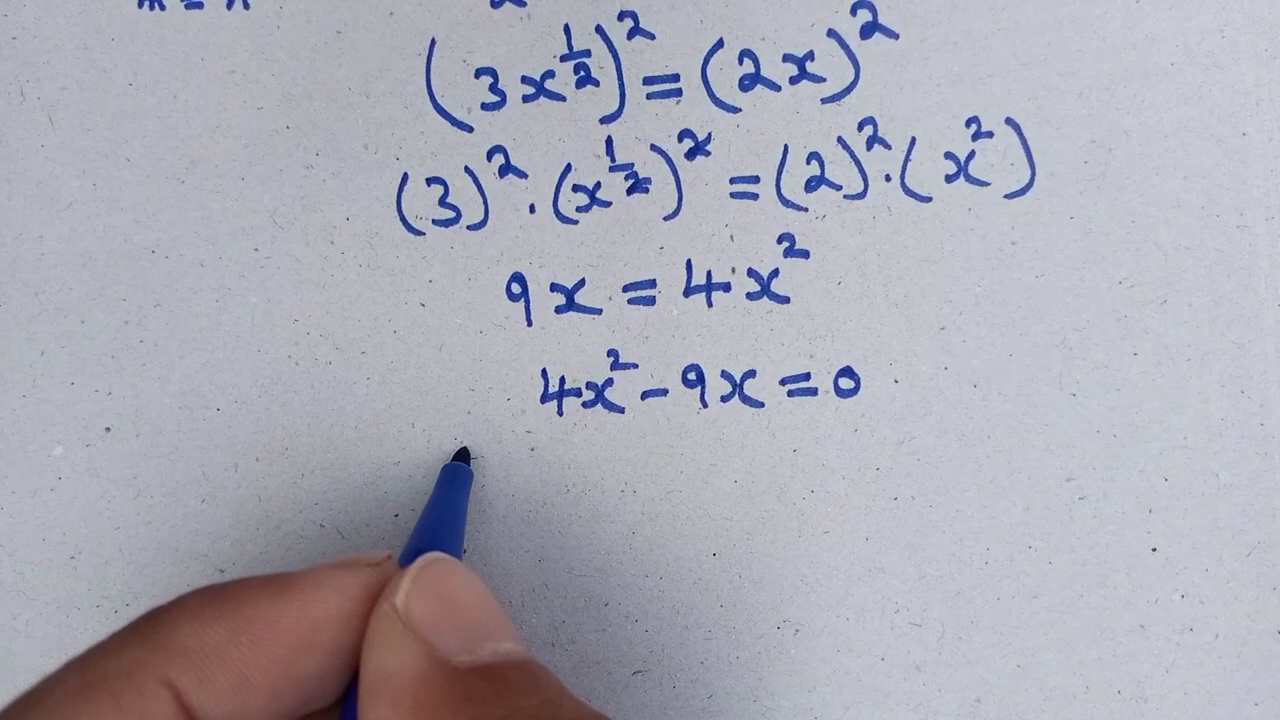 (3x^{1/2})^2 = (2x)^2
(3)^2 · (x^{1/2})^2 = (2)^2 · (x^2)
9x = 4x^2
4x^2 - 9x = 0